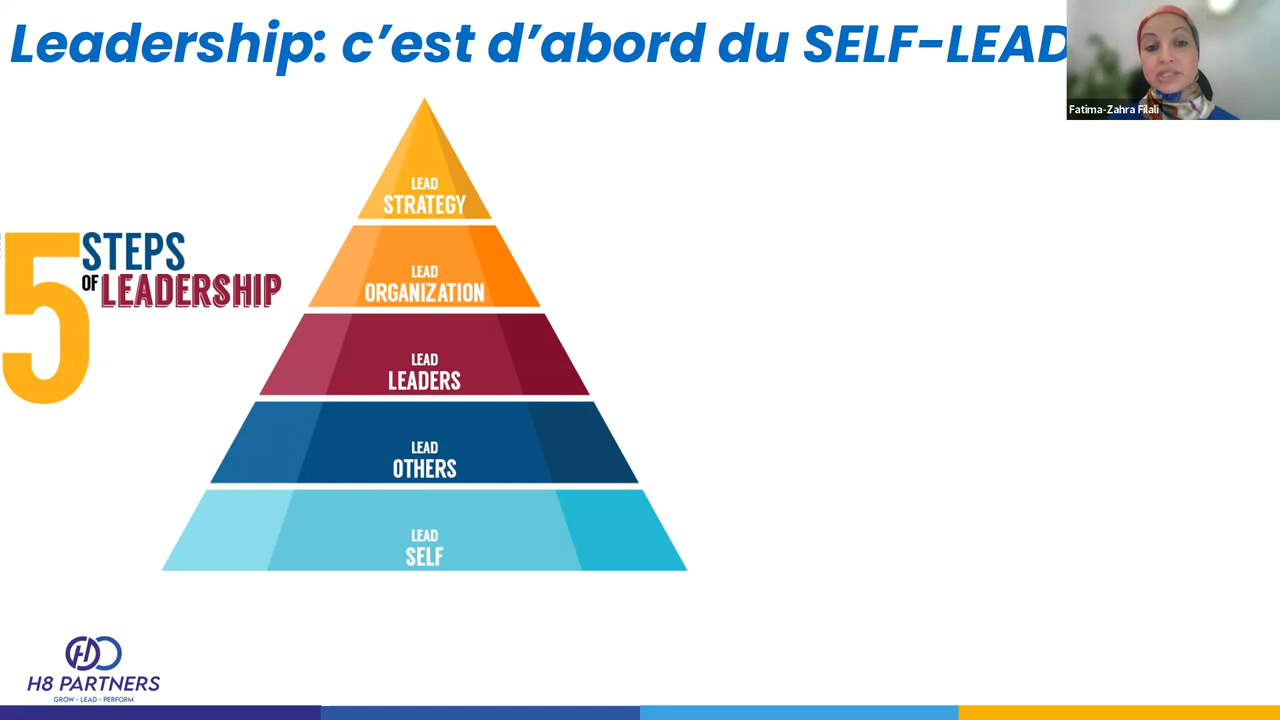 Leadership: c’est d’abord du SELF-LEAD
Fatima-Zahra Filali
5 STEPS
OF LEADERSHIP
LEAD
STRATEGY
LEAD
ORGANIZATION
LEAD
LEADERS
LEAD
OTHERS
LEAD
SELF
H8 PARTNERS
GROW - LEAD - PERFORM